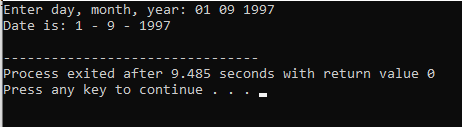 Enter day, month, year: 01 09 1997
Date is: 1 - 9 - 1997
--------------------------------
Process exited after 9.485 seconds with return value 0
Press any key to continue . . .